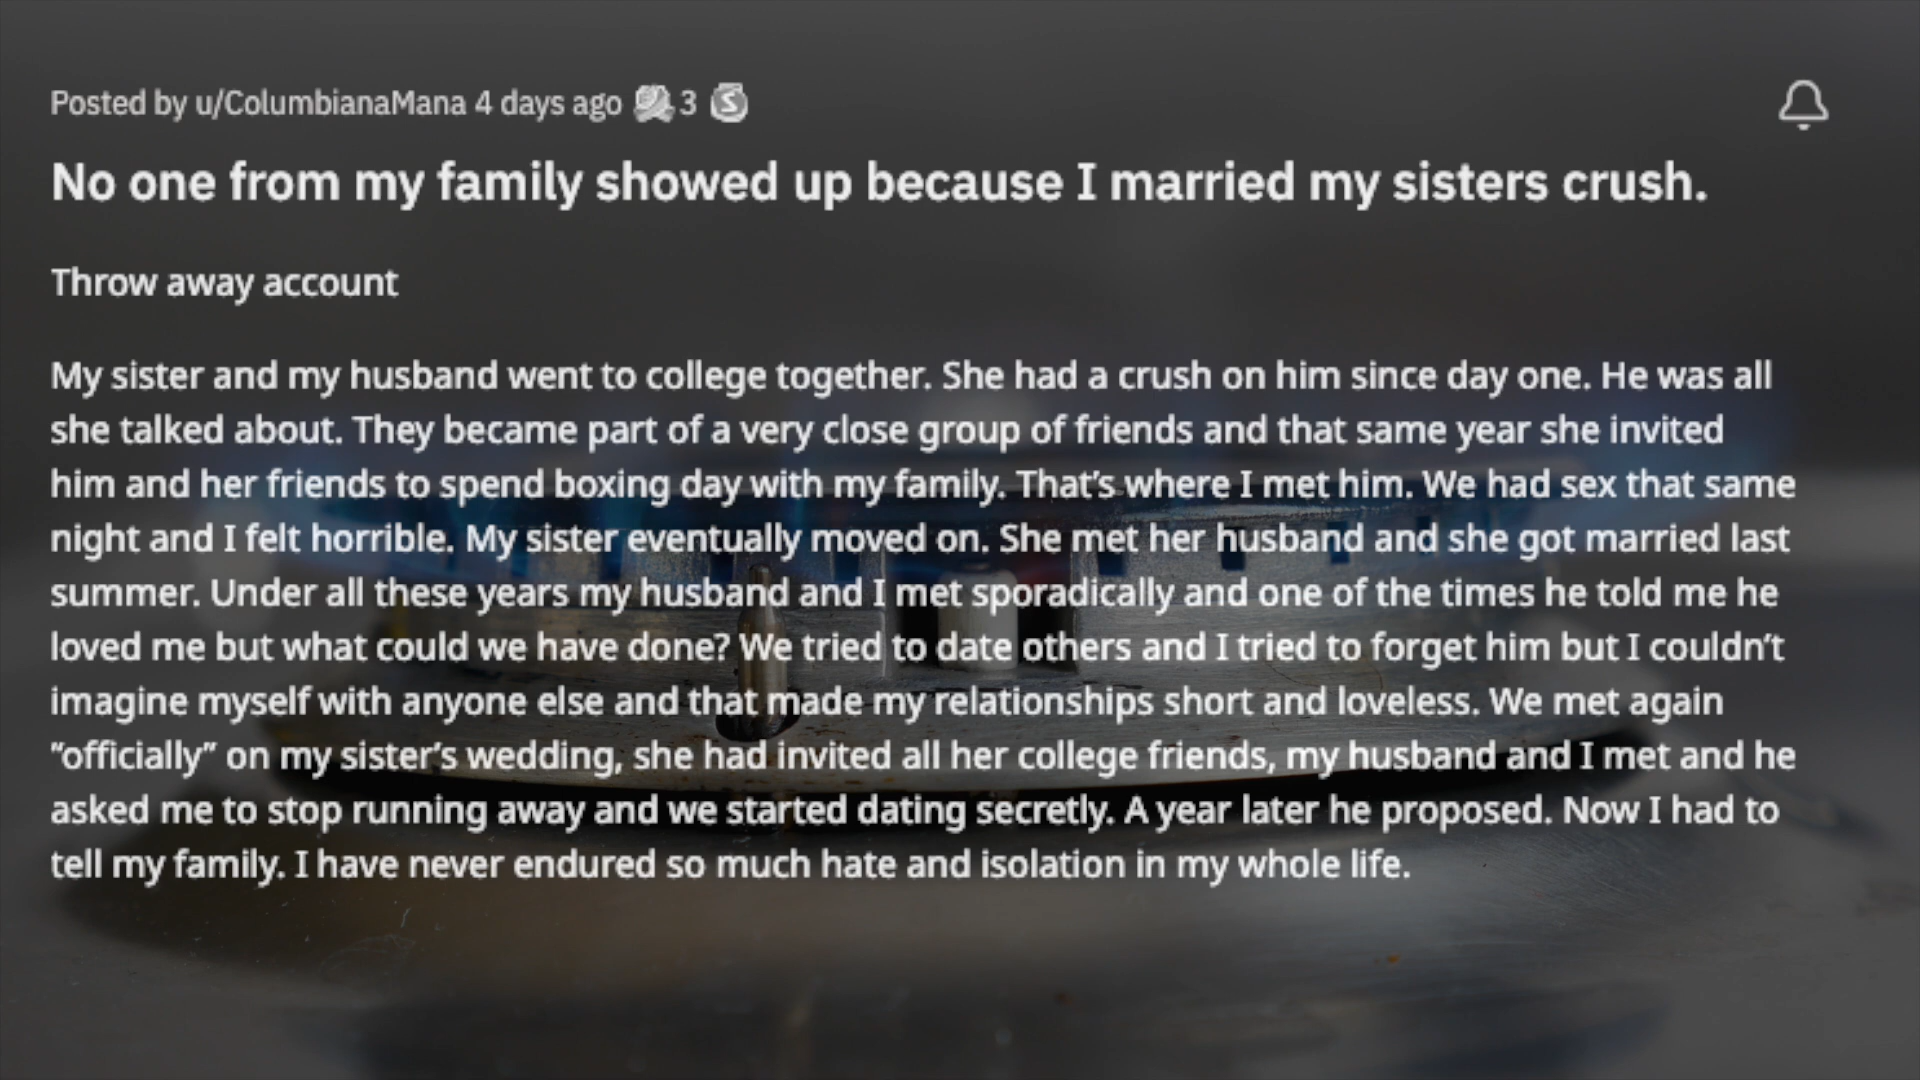 Posted by u/ColumbianaMana 4 days ago 3 S
No one from my family showed up because I married my sisters crush.
Throw away account
My sister and my husband went to college together. She had a crush on him since day one. He was all
she talked about. They became part of a very close group of friends and that same year she invited
him and her friends to spend boxing day with my family. That’s where I met him. We had sex that same
night and I felt horrible. My sister eventually moved on. She met her husband and she got married last
summer. Under all these years my husband and I met sporadically and one of the times he told me he
loved me but what could we have done? We tried to date others and I tried to forget him but I couldn’t
imagine myself with anyone else and that made my relationships short and loveless. We met again
“officially” on my sister’s wedding, she had invited all her college friends, my husband and I met and he
asked me to stop running away and we started dating secretly. A year later he proposed. Now I had to
tell my family. I have never endured so much hate and isolation in my whole life.